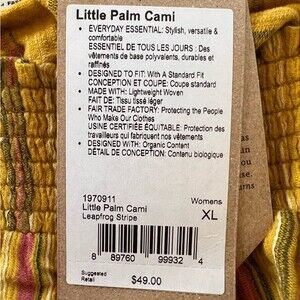 Little Palm Cami
• EVERYDAY ESSENTIAL: Stylish, versatile &
comfortable
ESSENTIEL DE TOUS LES JOURS : Des
vêtements de base polyvalents, durables et
raffinés
• DESIGNED TO FIT: With A Standard Fit
CONCEPTION ET COUPE: Coupe standard
• MADE WITH: Lightweight Woven
FAIT DE: Tissu tissé léger
• FAIR TRADE FACTORY: Protecting the People
Who Make Our Clothes
USINE CERTIFIÉE ÉQUITABLE: Protection des
travailleurs qui fabriquent nos vêtements
• DESIGNED WITH: Organic Content
DÉTAIL DE CONCEPTION: Contenu biologique
1970911
Womens
Little Palm Cami
XL
Leapfrog Stripe
8 89760 99932 4
Suggested
Retail
$49.00